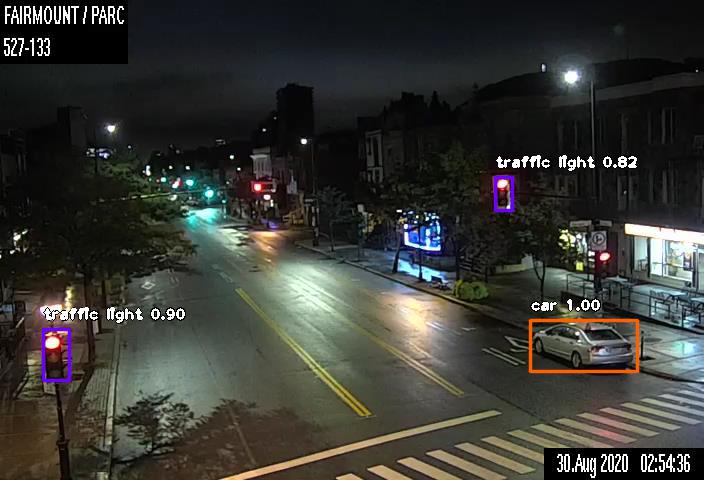 FAIRMOUNT / PARC
527-133
traffic light 0.82
car 1.00
traffic light 0.90
30.Aug 2020 02:54:36